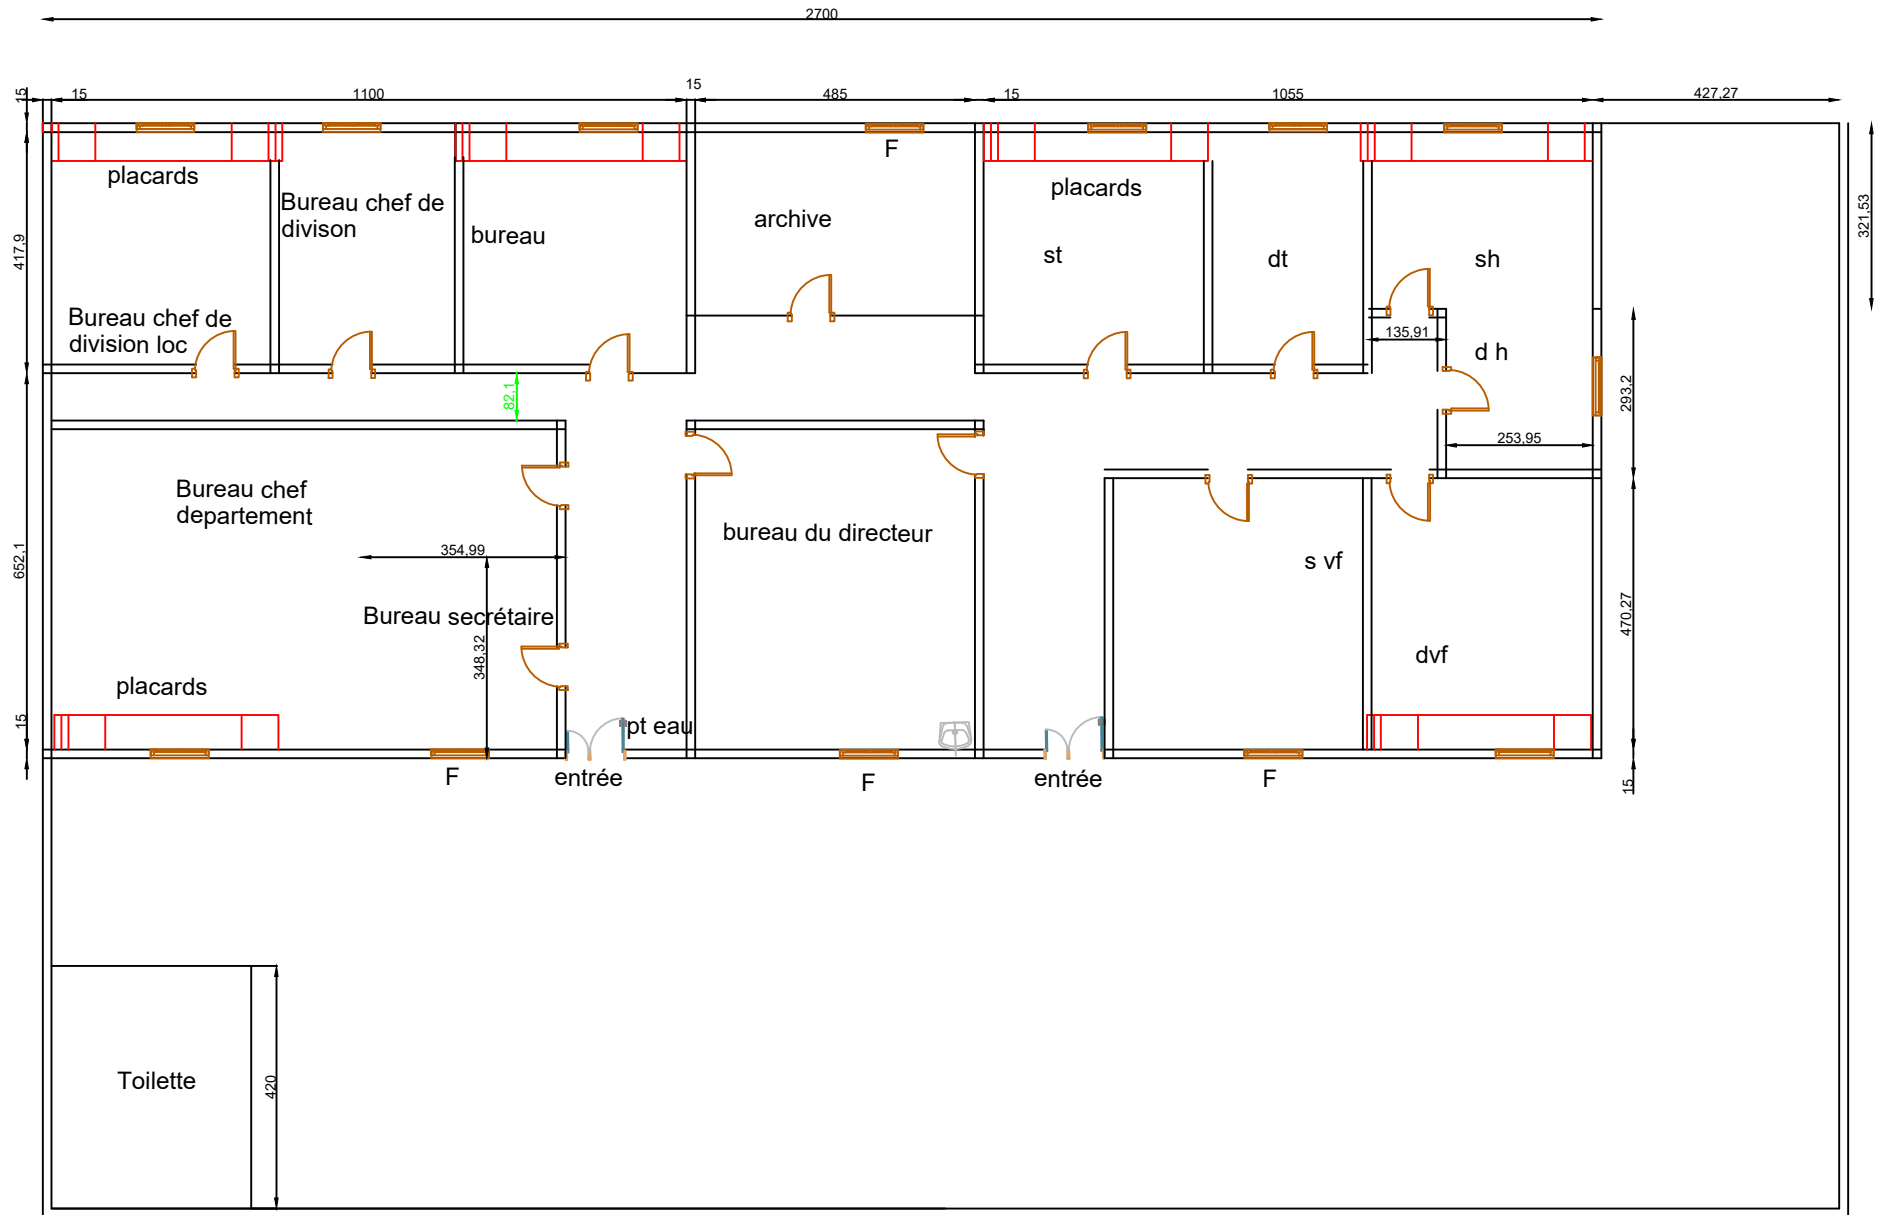 2700
15
15
1100
15
485
15
1055
427,27
F
placards
Bureau chef de
divison
bureau
archive
placards
st
dt
sh
321,53
417,9
Bureau chef de
division loc
135,91
d h
82,1
293,2
253,95
Bureau chef
departement
bureau du directeur
354,99
s vf
652,1
Bureau secrétaire
348,32
470,27
dvf
placards
15
pt eau
F
entrée
F
entrée
F
15
Toilette
420